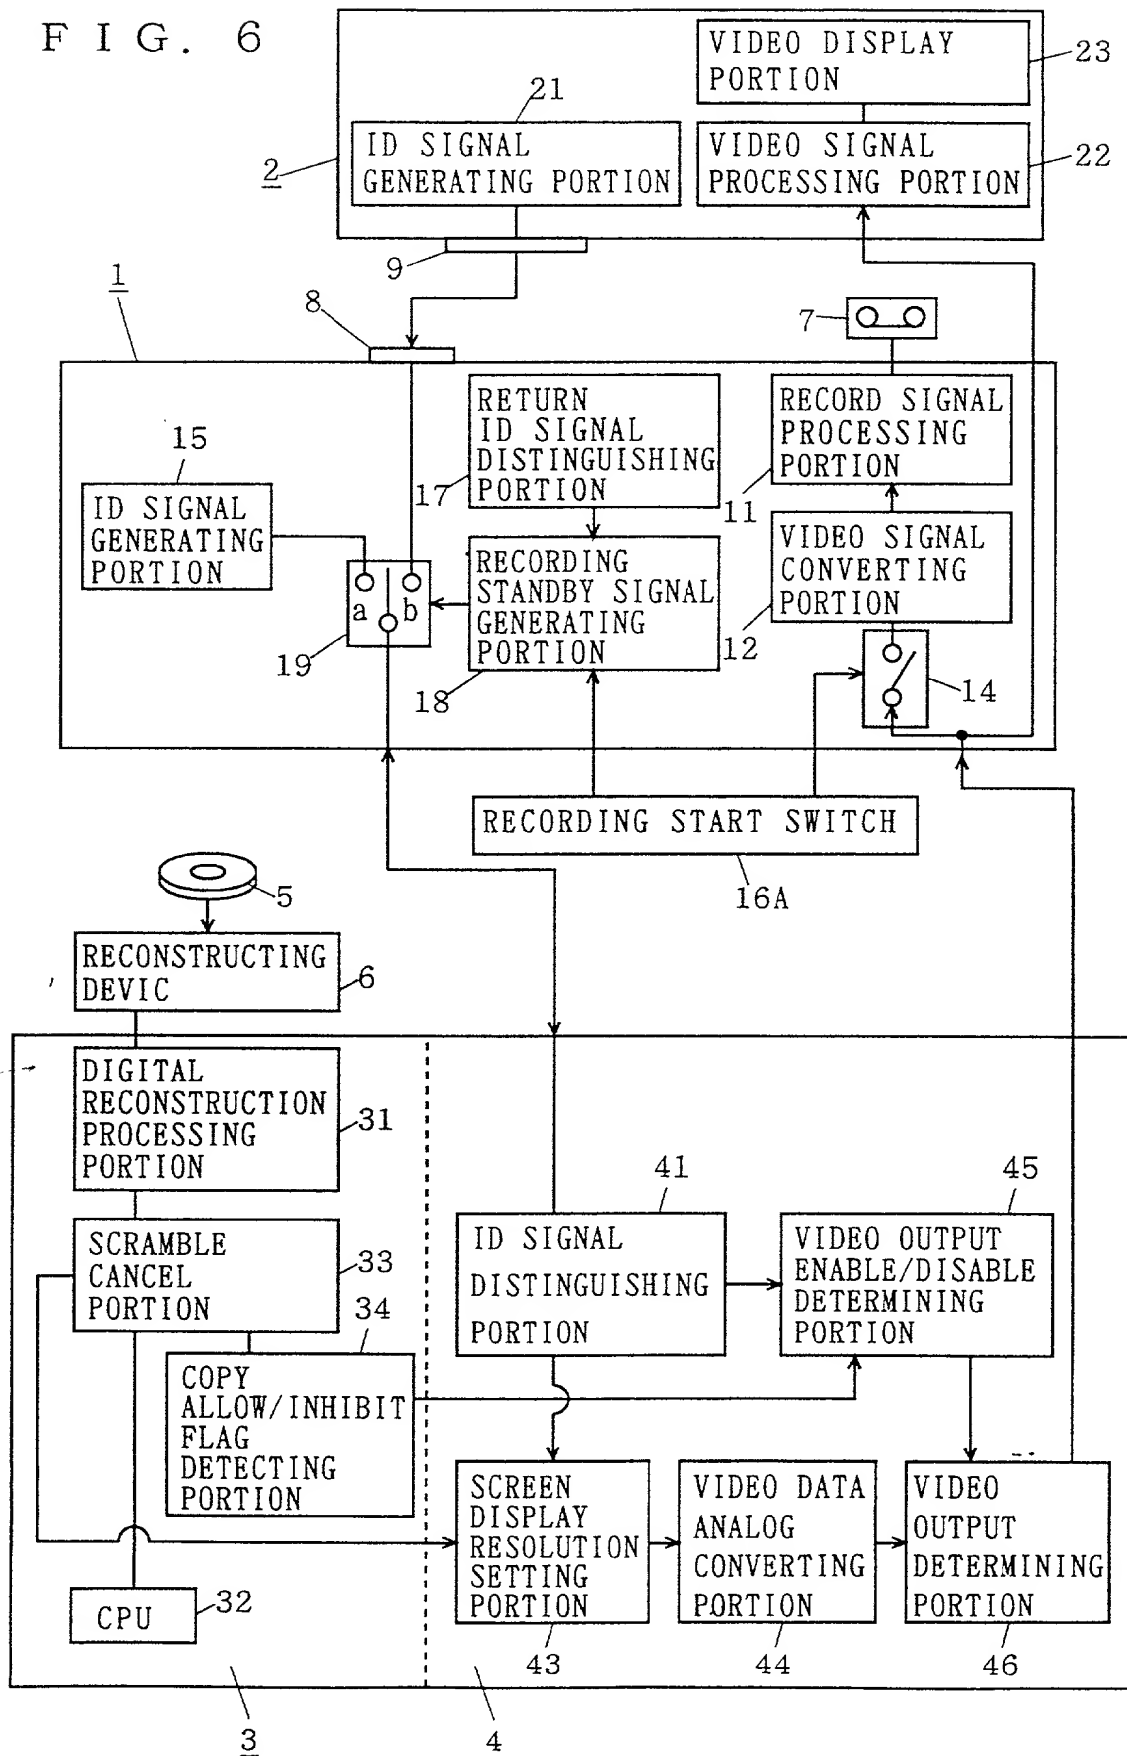 FIG. 6
VIDEO DISPLAY
PORTION
23
21
ID SIGNAL
GENERATING PORTION
VIDEO SIGNAL
PROCESSING PORTION
22
2
9
1
8
7
RETURN
ID SIGNAL
DISTINGUISHING
PORTION
17
RECORD SIGNAL
PROCESSING
PORTION
11
15
ID SIGNAL
GENERATING
PORTION
RECORDING
STANDBY SIGNAL
GENERATING
PORTION
18
VIDEO SIGNAL
CONVERTING
PORTION
12
a b
19
14
RECORDING START SWITCH
16A
5
RECONSTRUCTING
DEVIC
6
DIGITAL
RECONSTRUCTION
PROCESSING
PORTION
31
41
45
SCRAMBLE
CANCEL
PORTION
33
ID SIGNAL
DISTINGUISHING
PORTION
VIDEO OUTPUT
ENABLE/DISABLE
DETERMINING
PORTION
34
COPY
ALLOW/INHIBIT
FLAG
DETECTING
PORTION
SCREEN
DISPLAY
RESOLUTION
SETTING
PORTION
VIDEO DATA
ANALOG
CONVERTING
PORTION
VIDEO
OUTPUT
DETERMINING
PORTION
CPU
32
43
44
46
3
4